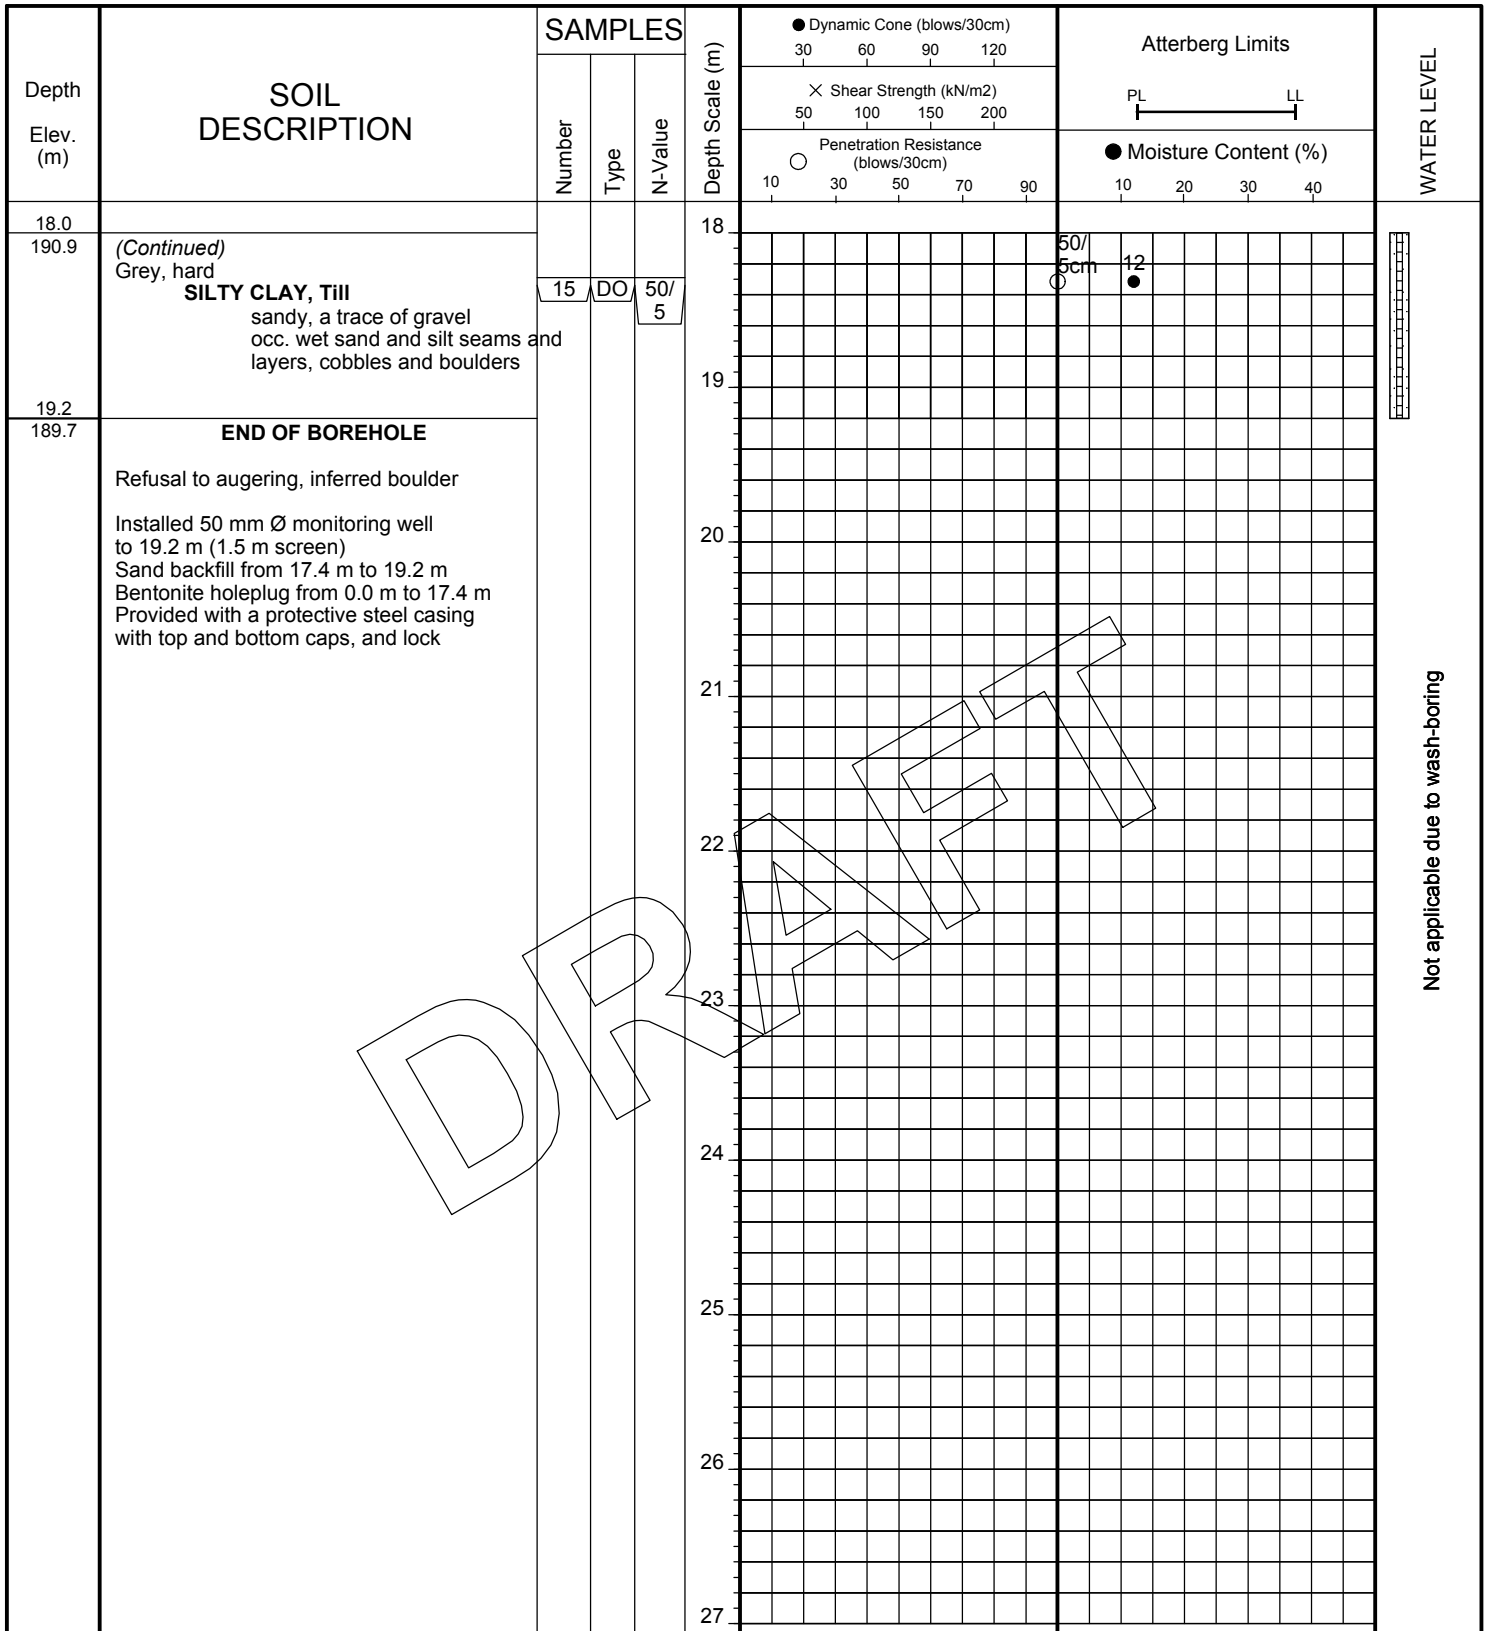 Depth
Elev.
(m)
SOIL
DESCRIPTION
SAMPLES
Number
Type
N-Value
Depth Scale (m)
● Dynamic Cone (blows/30cm)
30 60 90 120
× Shear Strength (kN/m2)
50 100 150 200
○ Penetration Resistance
(blows/30cm)
10 30 50 70 90
Atterberg Limits
PL LL
● Moisture Content (%)
10 20 30 40
WATER LEVEL
18.0
190.9
(Continued)
Grey, hard
SILTY CLAY, Till
sandy, a trace of gravel
occ. wet sand and silt seams and
layers, cobbles and boulders
15 DO 50/
5
50/
5cm
12
19.2
189.7
END OF BOREHOLE
Refusal to augering, inferred boulder
Installed 50 mm Ø monitoring well
to 19.2 m (1.5 m screen)
Sand backfill from 17.4 m to 19.2 m
Bentonite holeplug from 0.0 m to 17.4 m
Provided with a protective steel casing
with top and bottom caps, and lock
18
19
20
21
22
23
24
25
26
27
DRAFT
Not applicable due to wash-boring